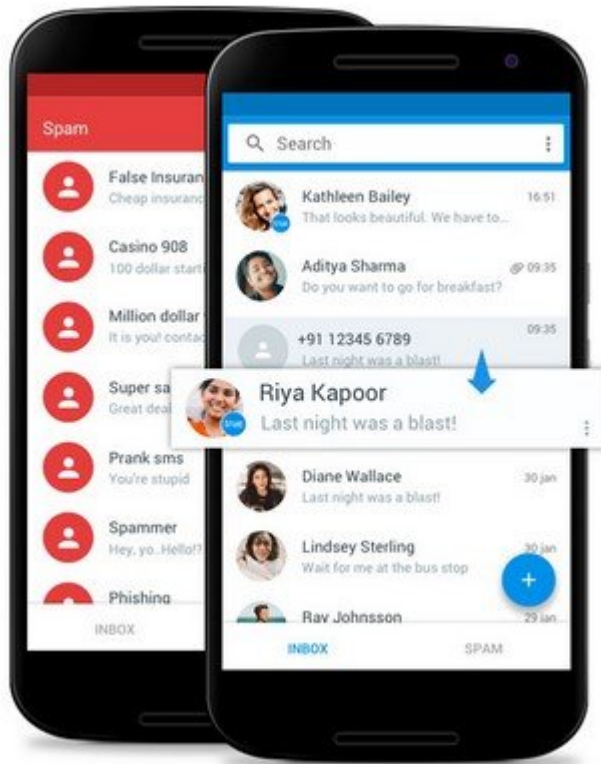 Spam
False Insuran
Cheap insuranc
Casino 908
100 dollar starti
Million dollar
It is you! contac
Super sa
Great deal
Prank sms
You're stupid
Spammer
Hey, yo..Hello!?
Phishing
INBOX
Search
Kathleen Bailey 16:51
true
That looks beautiful. We have to...
Aditya Sharma 09:35
Do you want to go for breakfast?
+91 12345 6789 09:35
Last night was a blast!
Riya Kapoor
true
Last night was a blast!
Diane Wallace 30 jan
Last night was a blast!
Lindsey Sterling 30 jan
Wait for me at the bus stop
+
Ray Johnsson 29 jan
INBOX SPAM